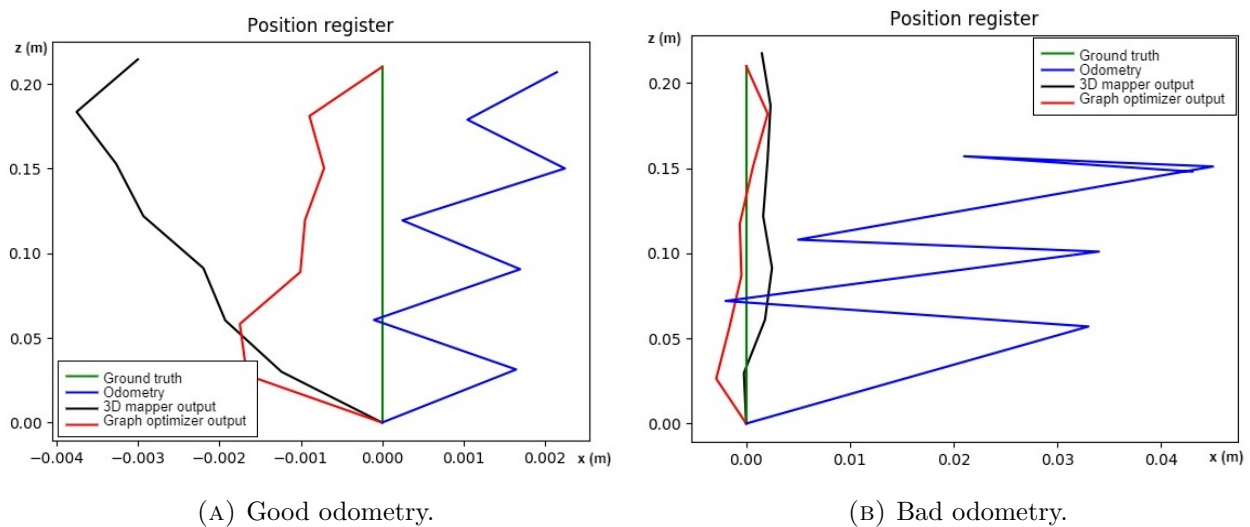 Position register
z (m)
0.20
0.15
0.10
0.05
0.00
Ground truth
Odometry
3D mapper output
Graph optimizer output
−0.004 −0.003 −0.002 −0.001 0.000 0.001 0.002 x (m)
(A) Good odometry.
Position register
z (m)
0.20
0.15
0.10
0.05
0.00
Ground truth
Odometry
3D mapper output
Graph optimizer output
0.00 0.01 0.02 0.03 0.04 x (m)
(B) Bad odometry.